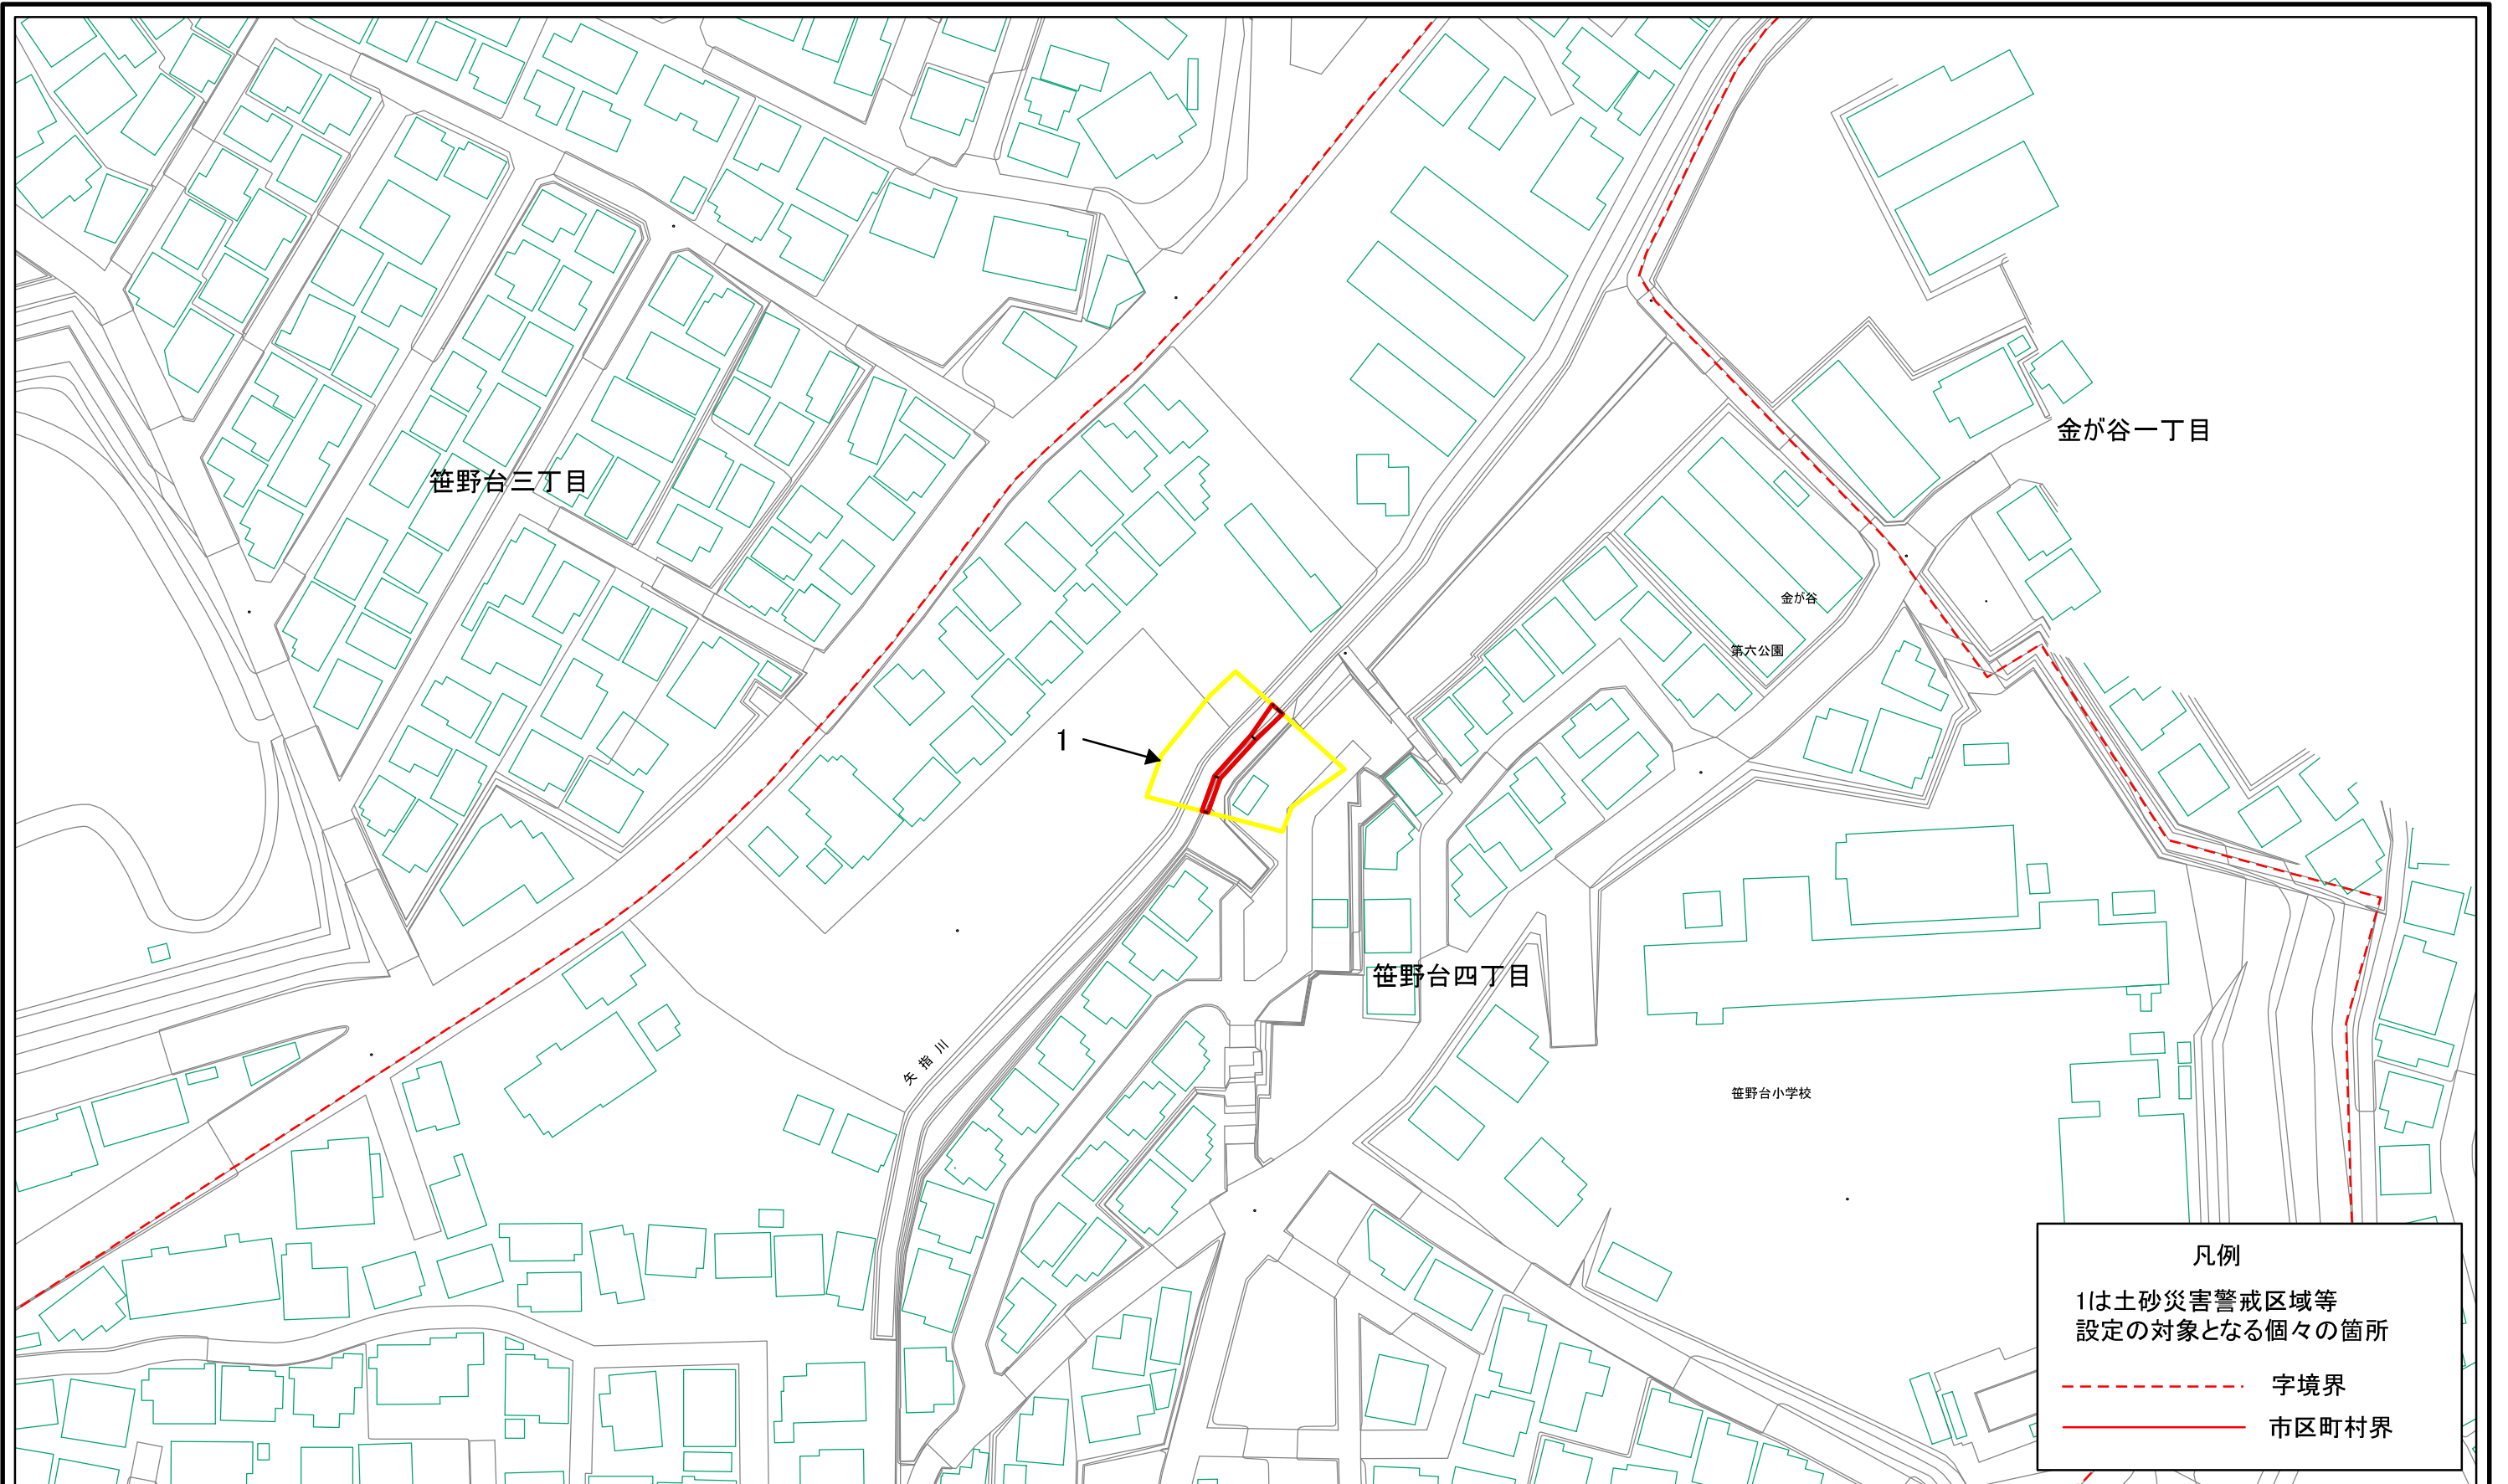 金が谷一丁目
笹野台三丁目
金が谷
第六公園
1
笹野台四丁目
矢指川
笹野台小学校
凡例
1は土砂災害警戒区域等
設定の対象となる個々の箇所
字境界
市区町村界